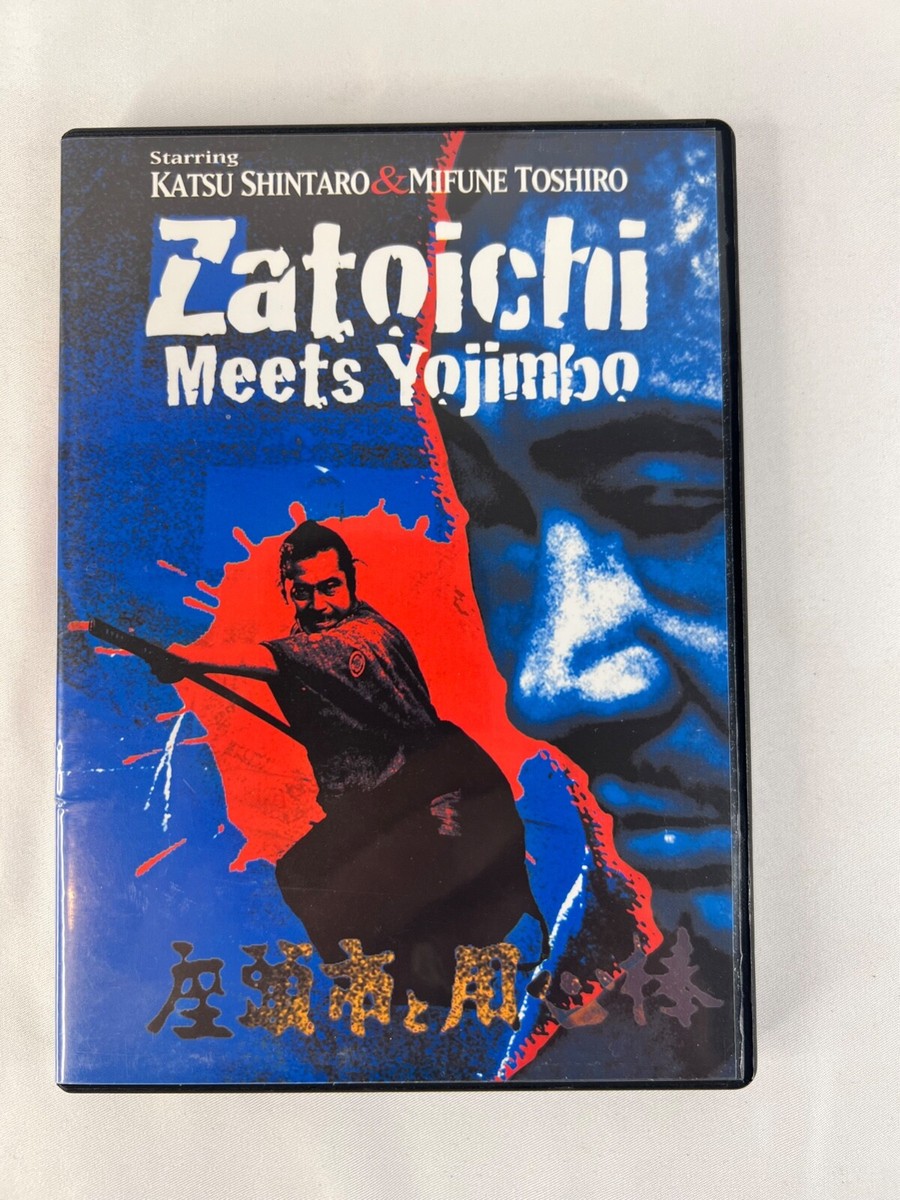 Starring
KATSU SHINTARO & MIFUNE TOSHIRO
Zatoichi
Meets Yojimbo
座頭市と用心棒